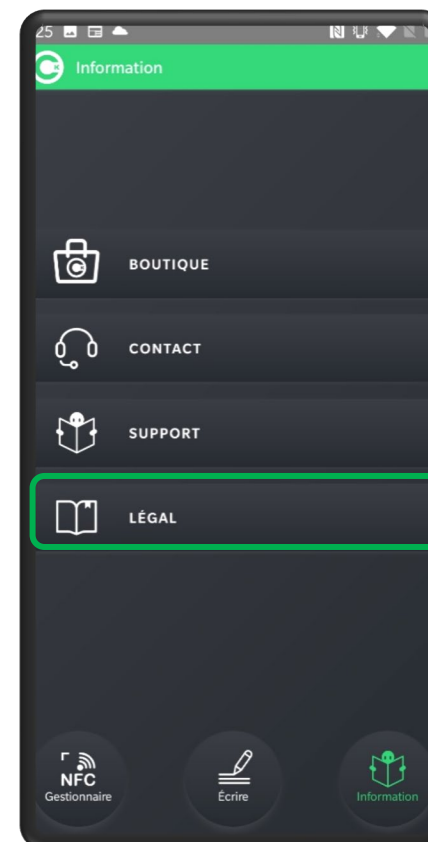 25
Information
BOUTIQUE
CONTACT
SUPPORT
LÉGAL
NFC
Gestionnaire
Écrire
Information